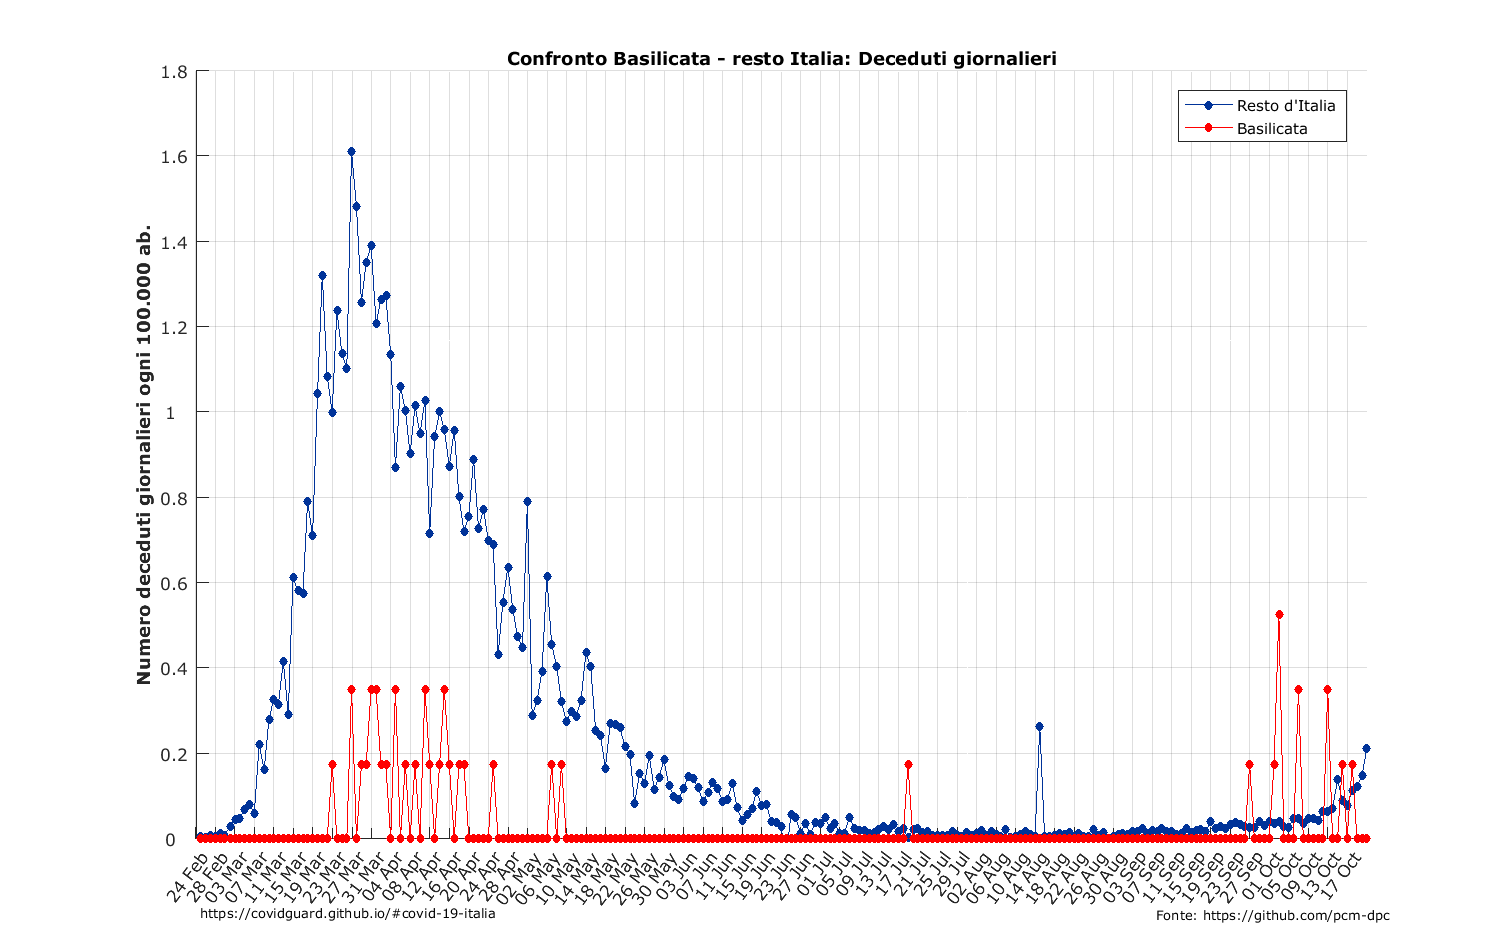 Confronto Basilicata - resto Italia: Deceduti giornalieri
Resto d'Italia
Basilicata
Numero deceduti giornalieri ogni 100.000 ab.
1.8
1.6
1.4
1.2
1
0.8
0.6
0.4
0.2
0
24 Feb
28 Feb
03 Mar
07 Mar
11 Mar
15 Mar
19 Mar
23 Mar
27 Mar
31 Mar
04 Apr
08 Apr
12 Apr
16 Apr
20 Apr
24 Apr
28 Apr
02 May
06 May
10 May
14 May
18 May
22 May
26 May
30 May
03 Jun
07 Jun
11 Jun
15 Jun
19 Jun
23 Jun
27 Jun
01 Jul
05 Jul
09 Jul
13 Jul
17 Jul
21 Jul
25 Jul
29 Jul
02 Aug
06 Aug
10 Aug
14 Aug
18 Aug
22 Aug
26 Aug
30 Aug
03 Sep
07 Sep
11 Sep
15 Sep
19 Sep
23 Sep
27 Sep
01 Oct
05 Oct
09 Oct
13 Oct
17 Oct
https://covidguard.github.io/#covid-19-italia
Fonte: https://github.com/pcm-dpc